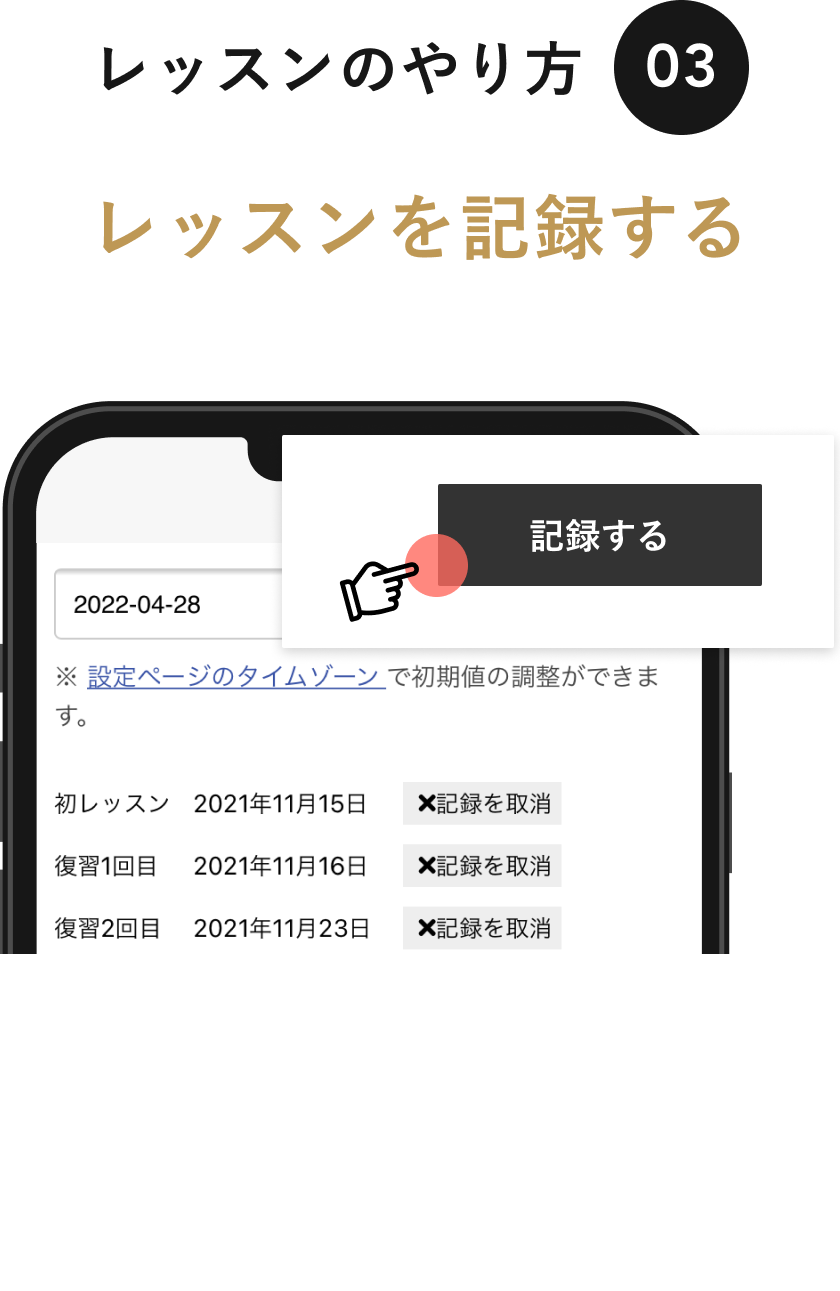 レッスンのやり方 03
レッスンを記録する
記録する
2022-04-28
※ 設定ページのタイムゾーン で初期値の調整ができま
す。
初レッスン 2021年11月15日 ✖記録を取消
復習1回目 2021年11月16日 ✖記録を取消
復習2回目 2021年11月23日 ✖記録を取消